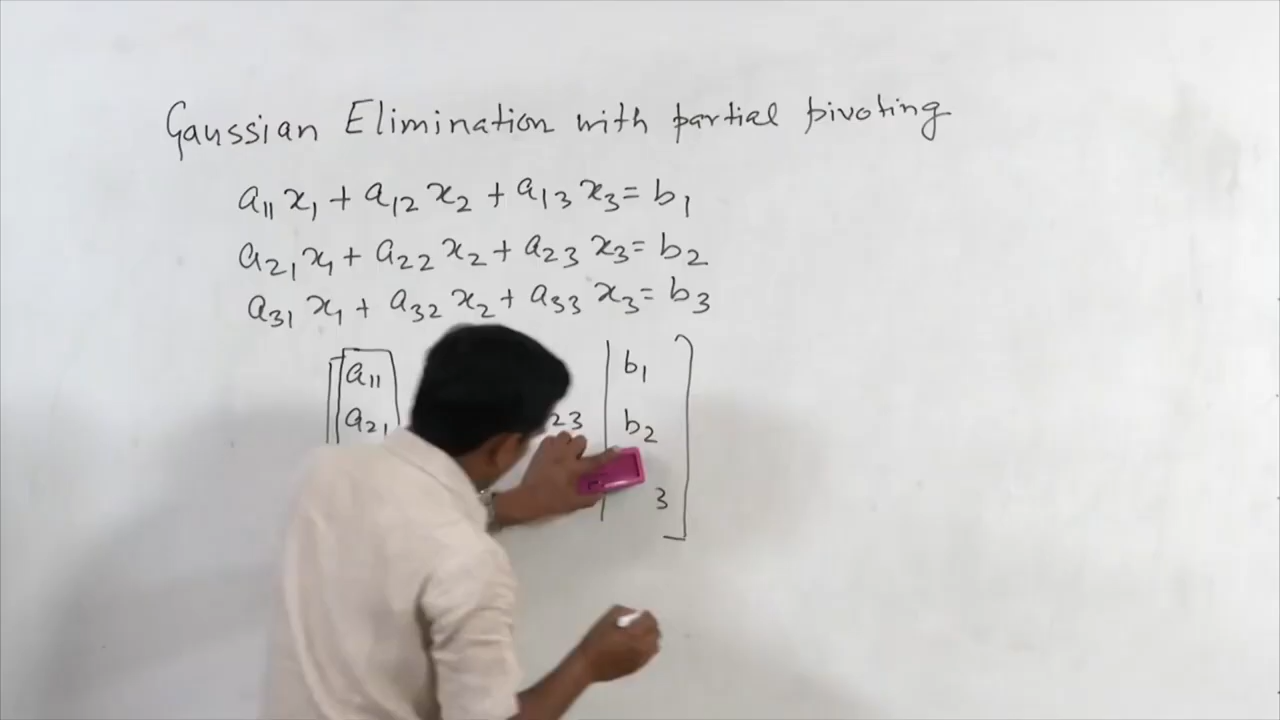 Gaussian Elimination with partial pivoting
a₁₁ x₁ + a₁₂ x₂ + a₁₃ x₃ = b₁
a₂₁ x₁ + a₂₂ x₂ + a₂₃ x₃ = b₂
a₃₁ x₁ + a₃₂ x₂ + a₃₃ x₃ = b₃
a₁₁ b₁
a₂₁ ₂₃ b₂
₃